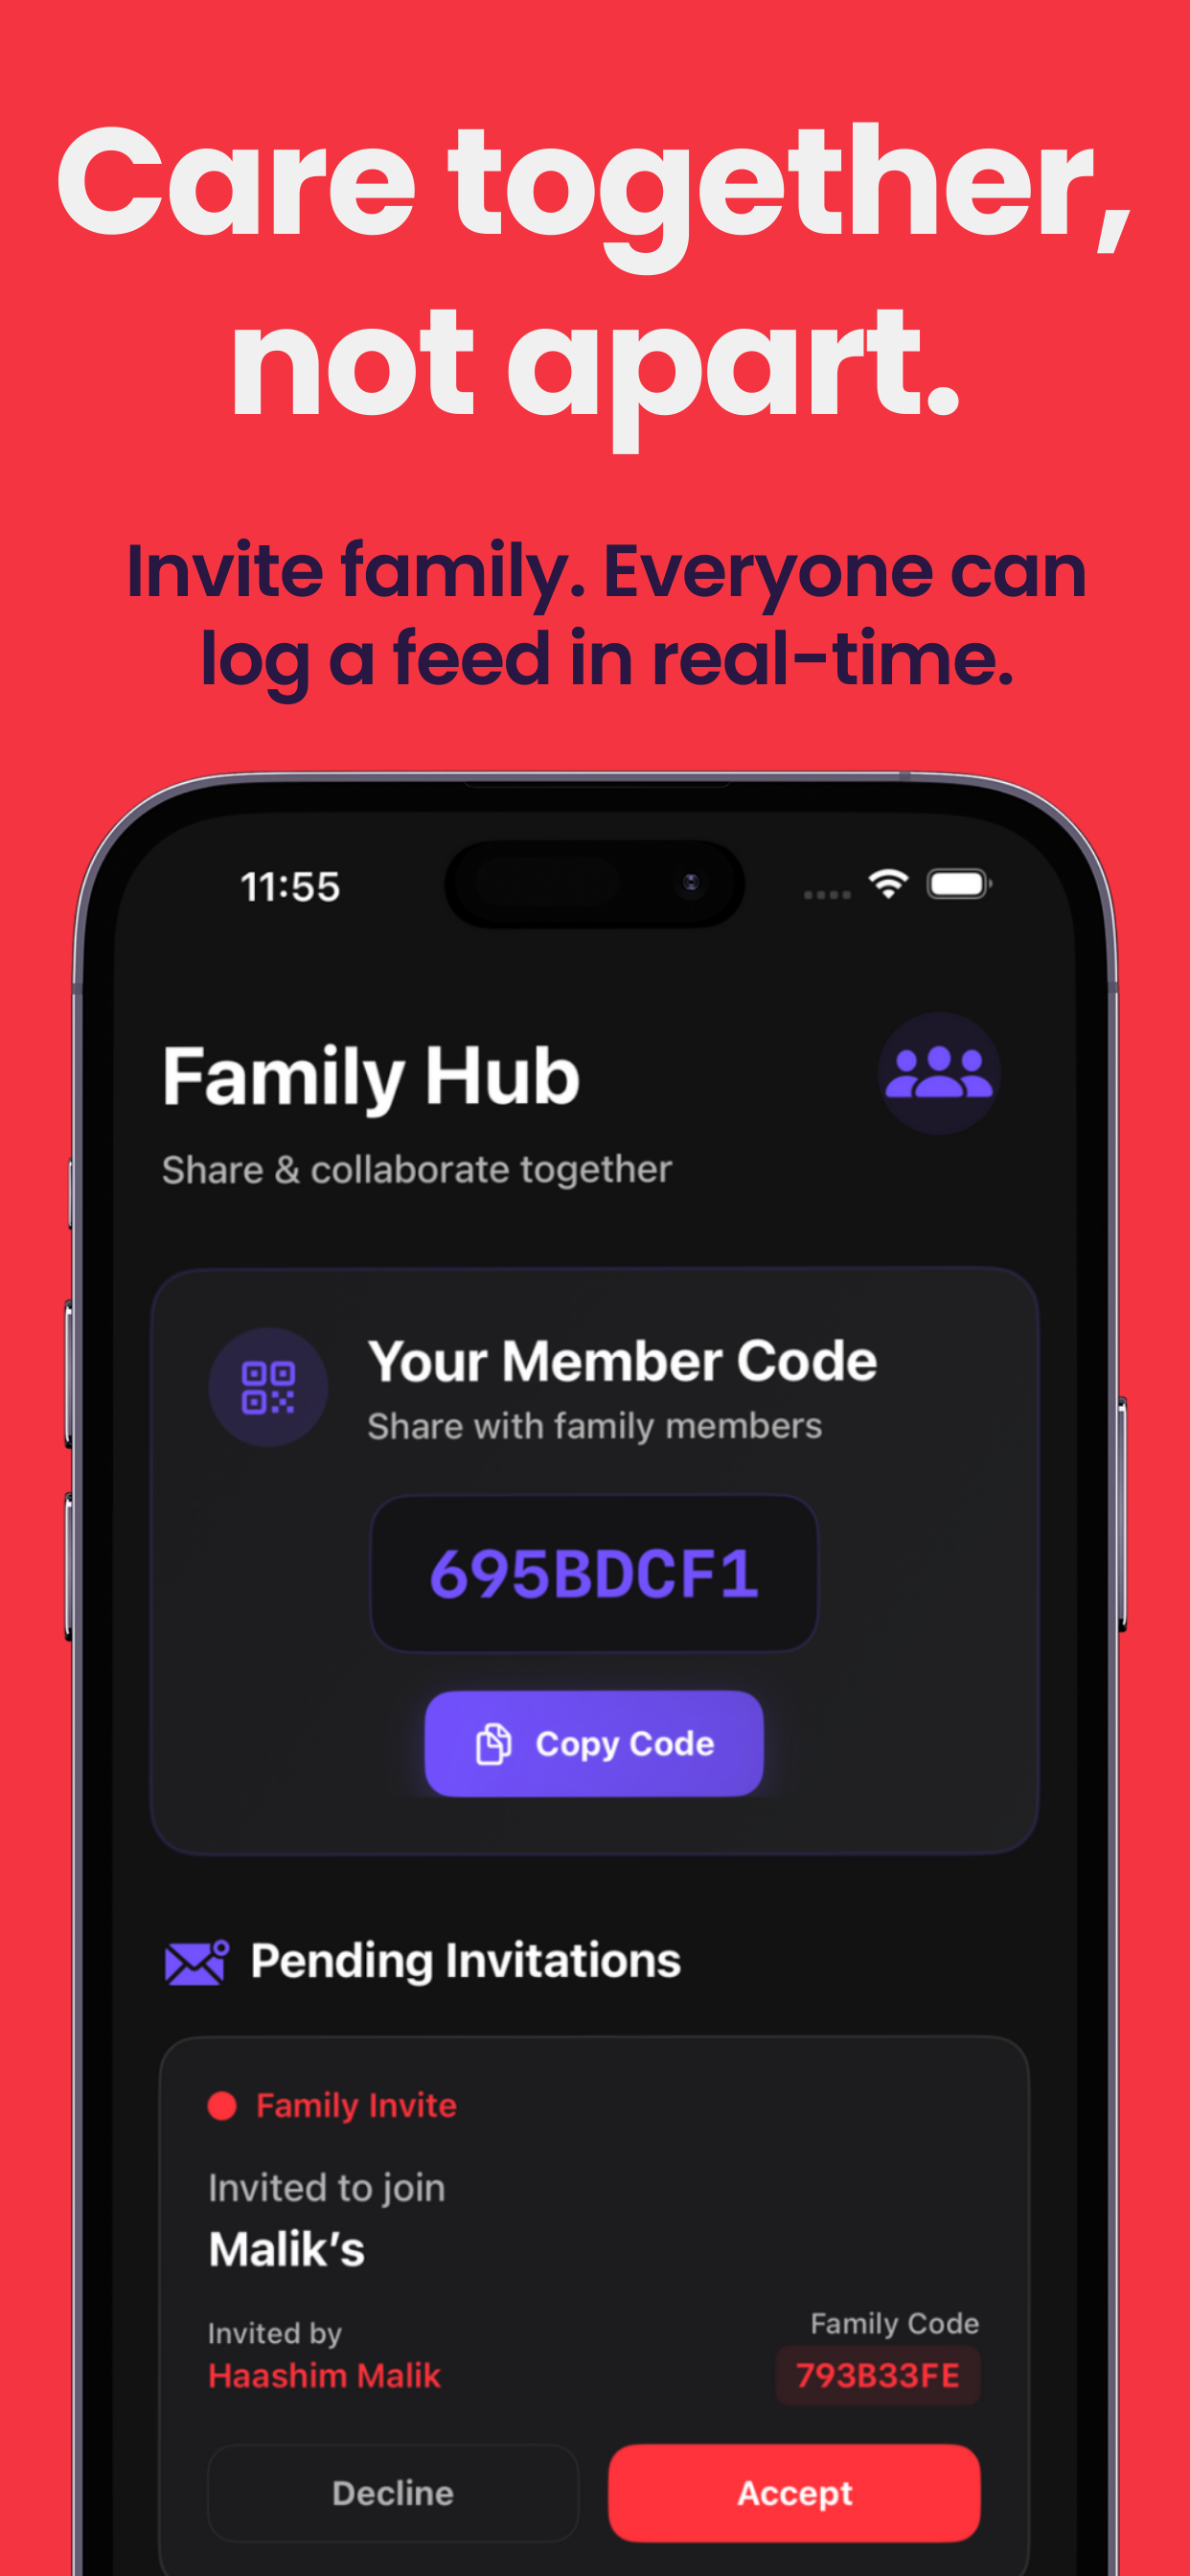 Care together,
not apart.
Invite family. Everyone can
log a feed in real-time.
11:55
Family Hub
Share & collaborate together
Your Member Code
Share with family members
695BDCF1
Copy Code
Pending Invitations
Family Invite
Invited to join
Malik’s
Invited by
Haashim Malik
Family Code
793B33FE
Decline
Accept